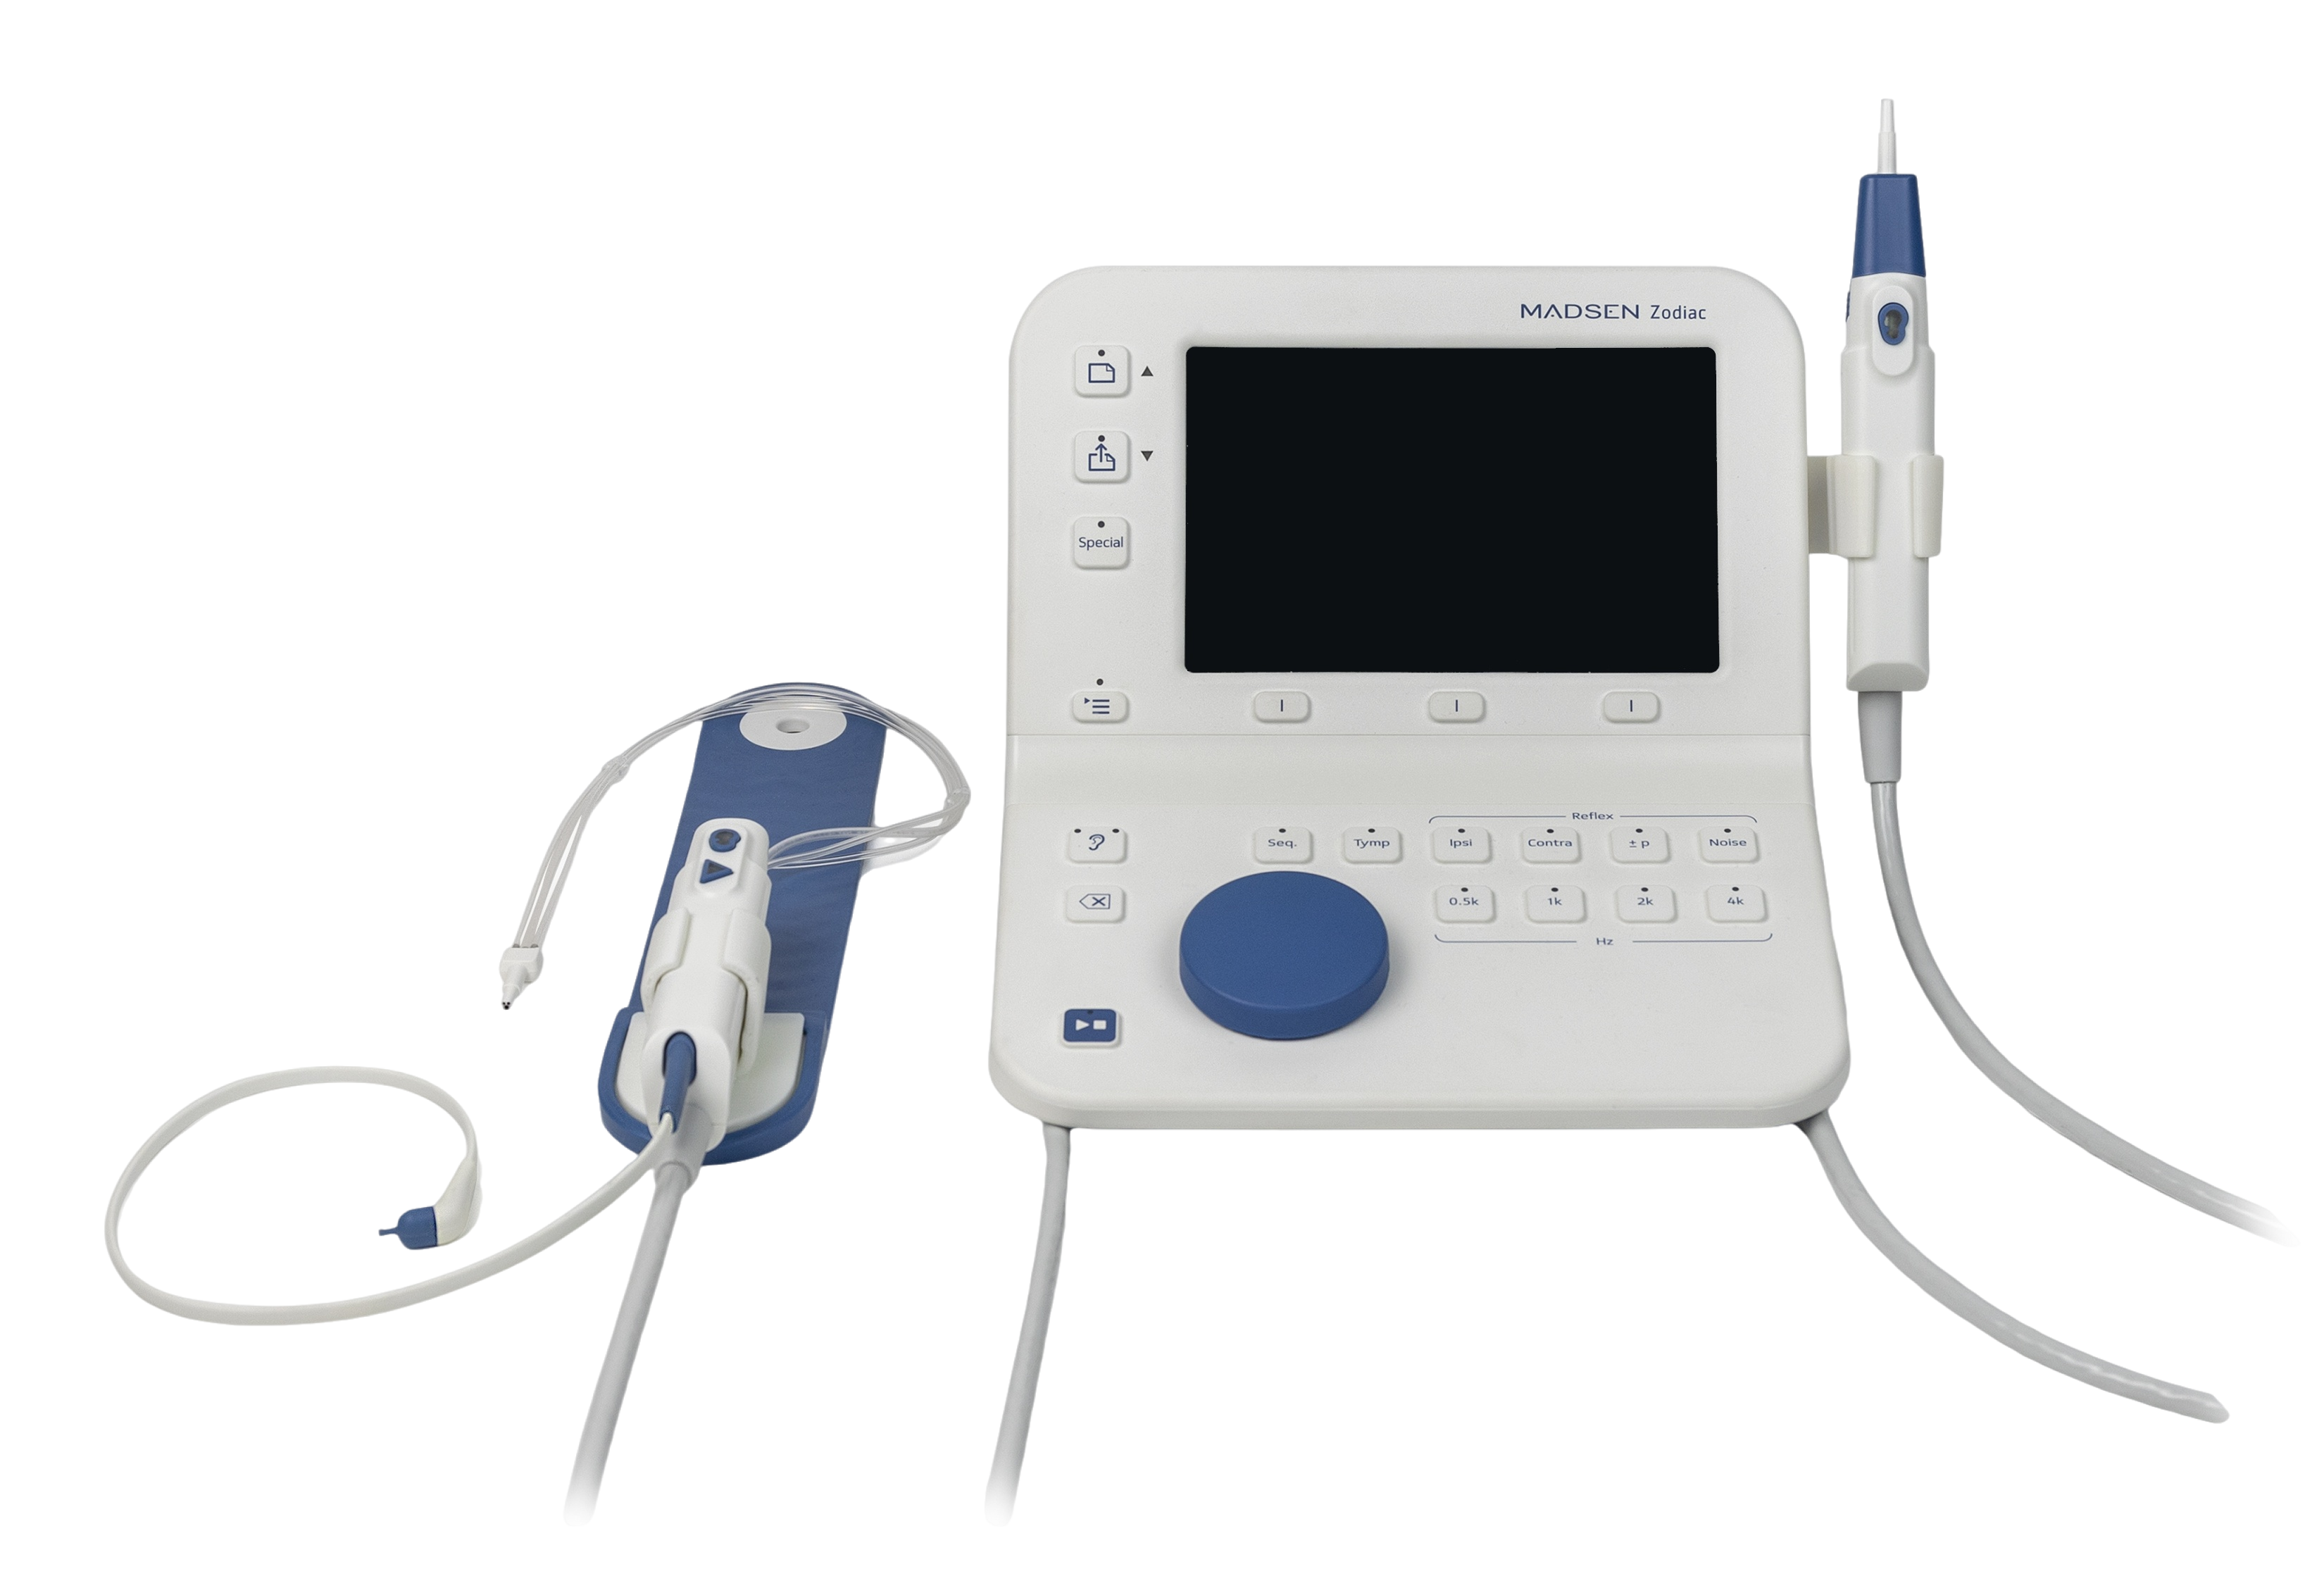 MADSEN Zodiac
Special
Reflex
Seq. Tymp Ipsi Contra ± p Noise
0.5k 1k 2k 4k
Hz